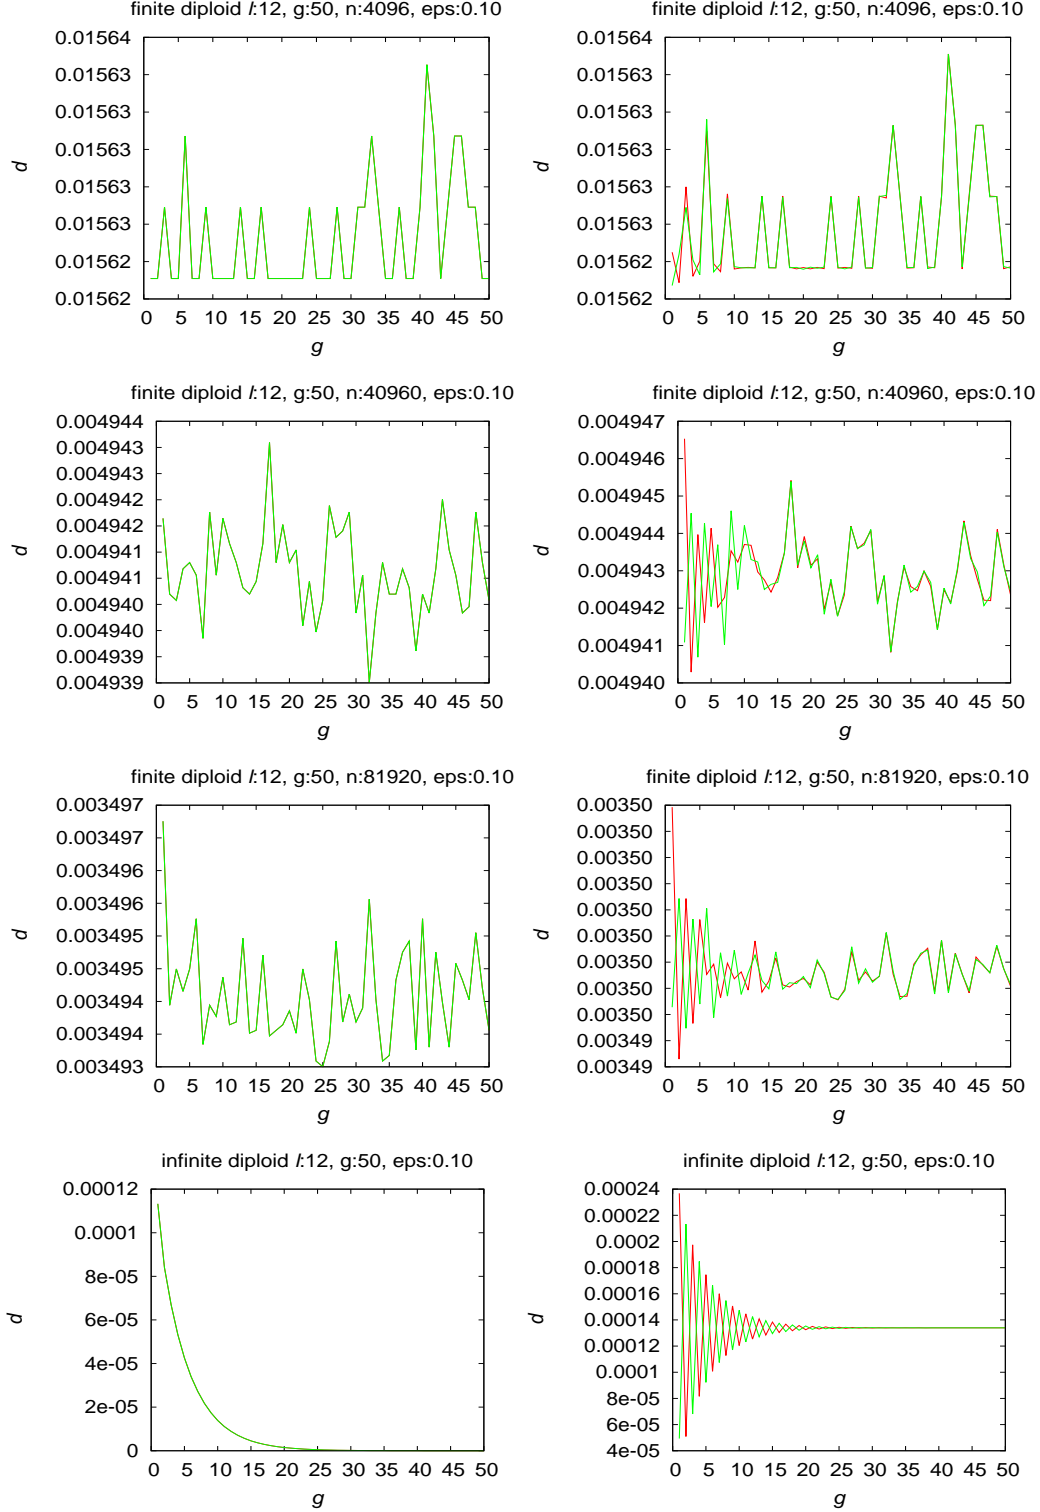 finite diploid l:12, g:50, n:4096, eps:0.10
0.01564
0.01563
0.01563
0.01563
0.01563
0.01563
0.01562
0.01562
d
0 5 10 15 20 25 30 35 40 45 50
g
finite diploid l:12, g:50, n:4096, eps:0.10
0.01564
0.01563
0.01563
0.01563
0.01563
0.01563
0.01562
0.01562
d
0 5 10 15 20 25 30 35 40 45 50
g
finite diploid l:12, g:50, n:40960, eps:0.10
0.004944
0.004943
0.004943
0.004942
0.004942
0.004941
0.004941
0.004940
0.004940
0.004939
0.004939
d
0 5 10 15 20 25 30 35 40 45 50
g
finite diploid l:12, g:50, n:40960, eps:0.10
0.004947
0.004946
0.004945
0.004944
0.004943
0.004942
0.004941
0.004940
d
0 5 10 15 20 25 30 35 40 45 50
g
finite diploid l:12, g:50, n:81920, eps:0.10
0.003497
0.003497
0.003496
0.003496
0.003495
0.003495
0.003494
0.003494
0.003493
d
0 5 10 15 20 25 30 35 40 45 50
g
finite diploid l:12, g:50, n:81920, eps:0.10
0.00350
0.00350
0.00350
0.00350
0.00350
0.00350
0.00350
0.00350
0.00350
0.00349
0.00349
d
0 5 10 15 20 25 30 35 40 45 50
g
infinite diploid l:12, g:50, eps:0.10
0.00012
0.0001
8e-05
6e-05
4e-05
2e-05
0
d
0 5 10 15 20 25 30 35 40 45 50
g
infinite diploid l:12, g:50, eps:0.10
0.00024
0.00022
0.0002
0.00018
0.00016
0.00014
0.00012
0.0001
8e-05
6e-05
4e-05
d
0 5 10 15 20 25 30 35 40 45 50
g